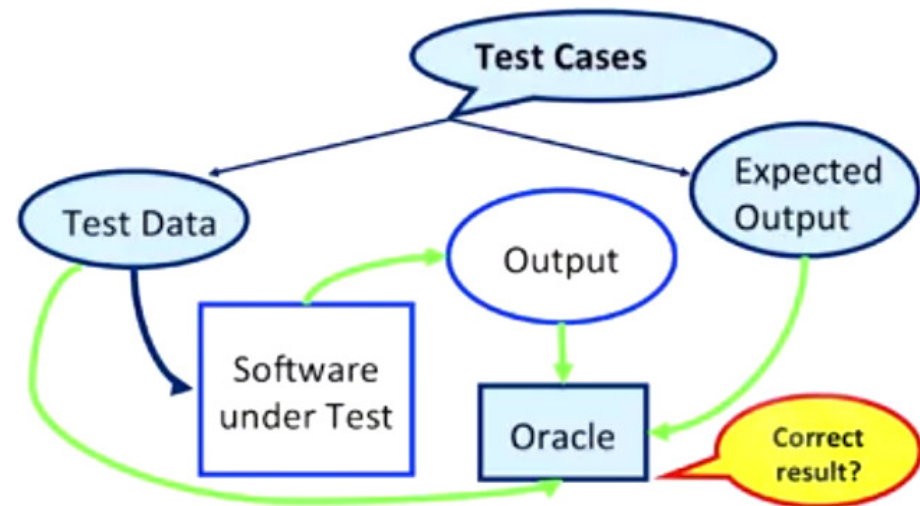 Test Cases
Test Data
Expected
Output
Output
Software
under Test
Oracle
Correct
result?